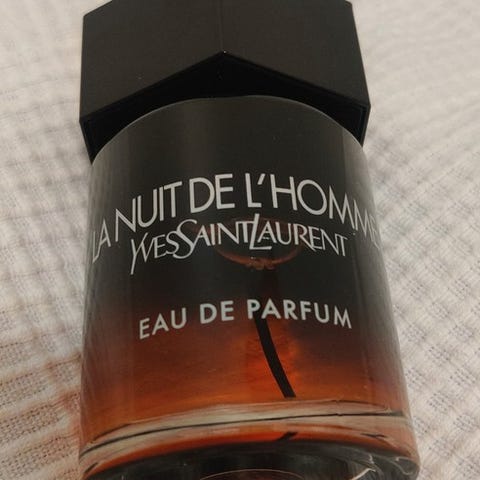 LA NUIT DE L'HOMME
YVESSAINTLAURENT
EAU DE PARFUM